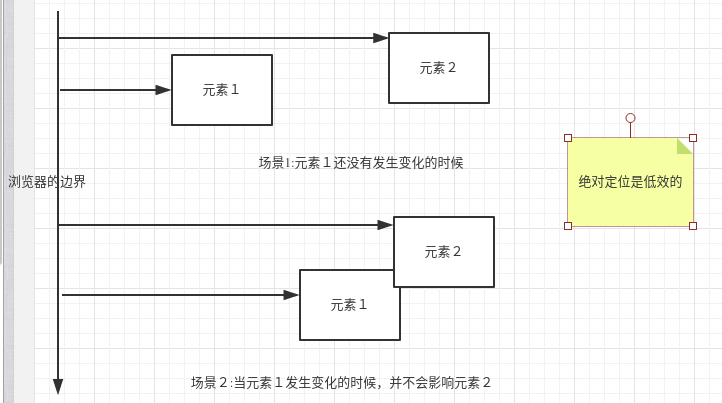 元素２
元素１
场景1:元素１还没有发生变化的时候
浏览器的边界
绝对定位是低效的
元素２
元素１
场景２:当元素１发生变化的时候，并不会影响元素２